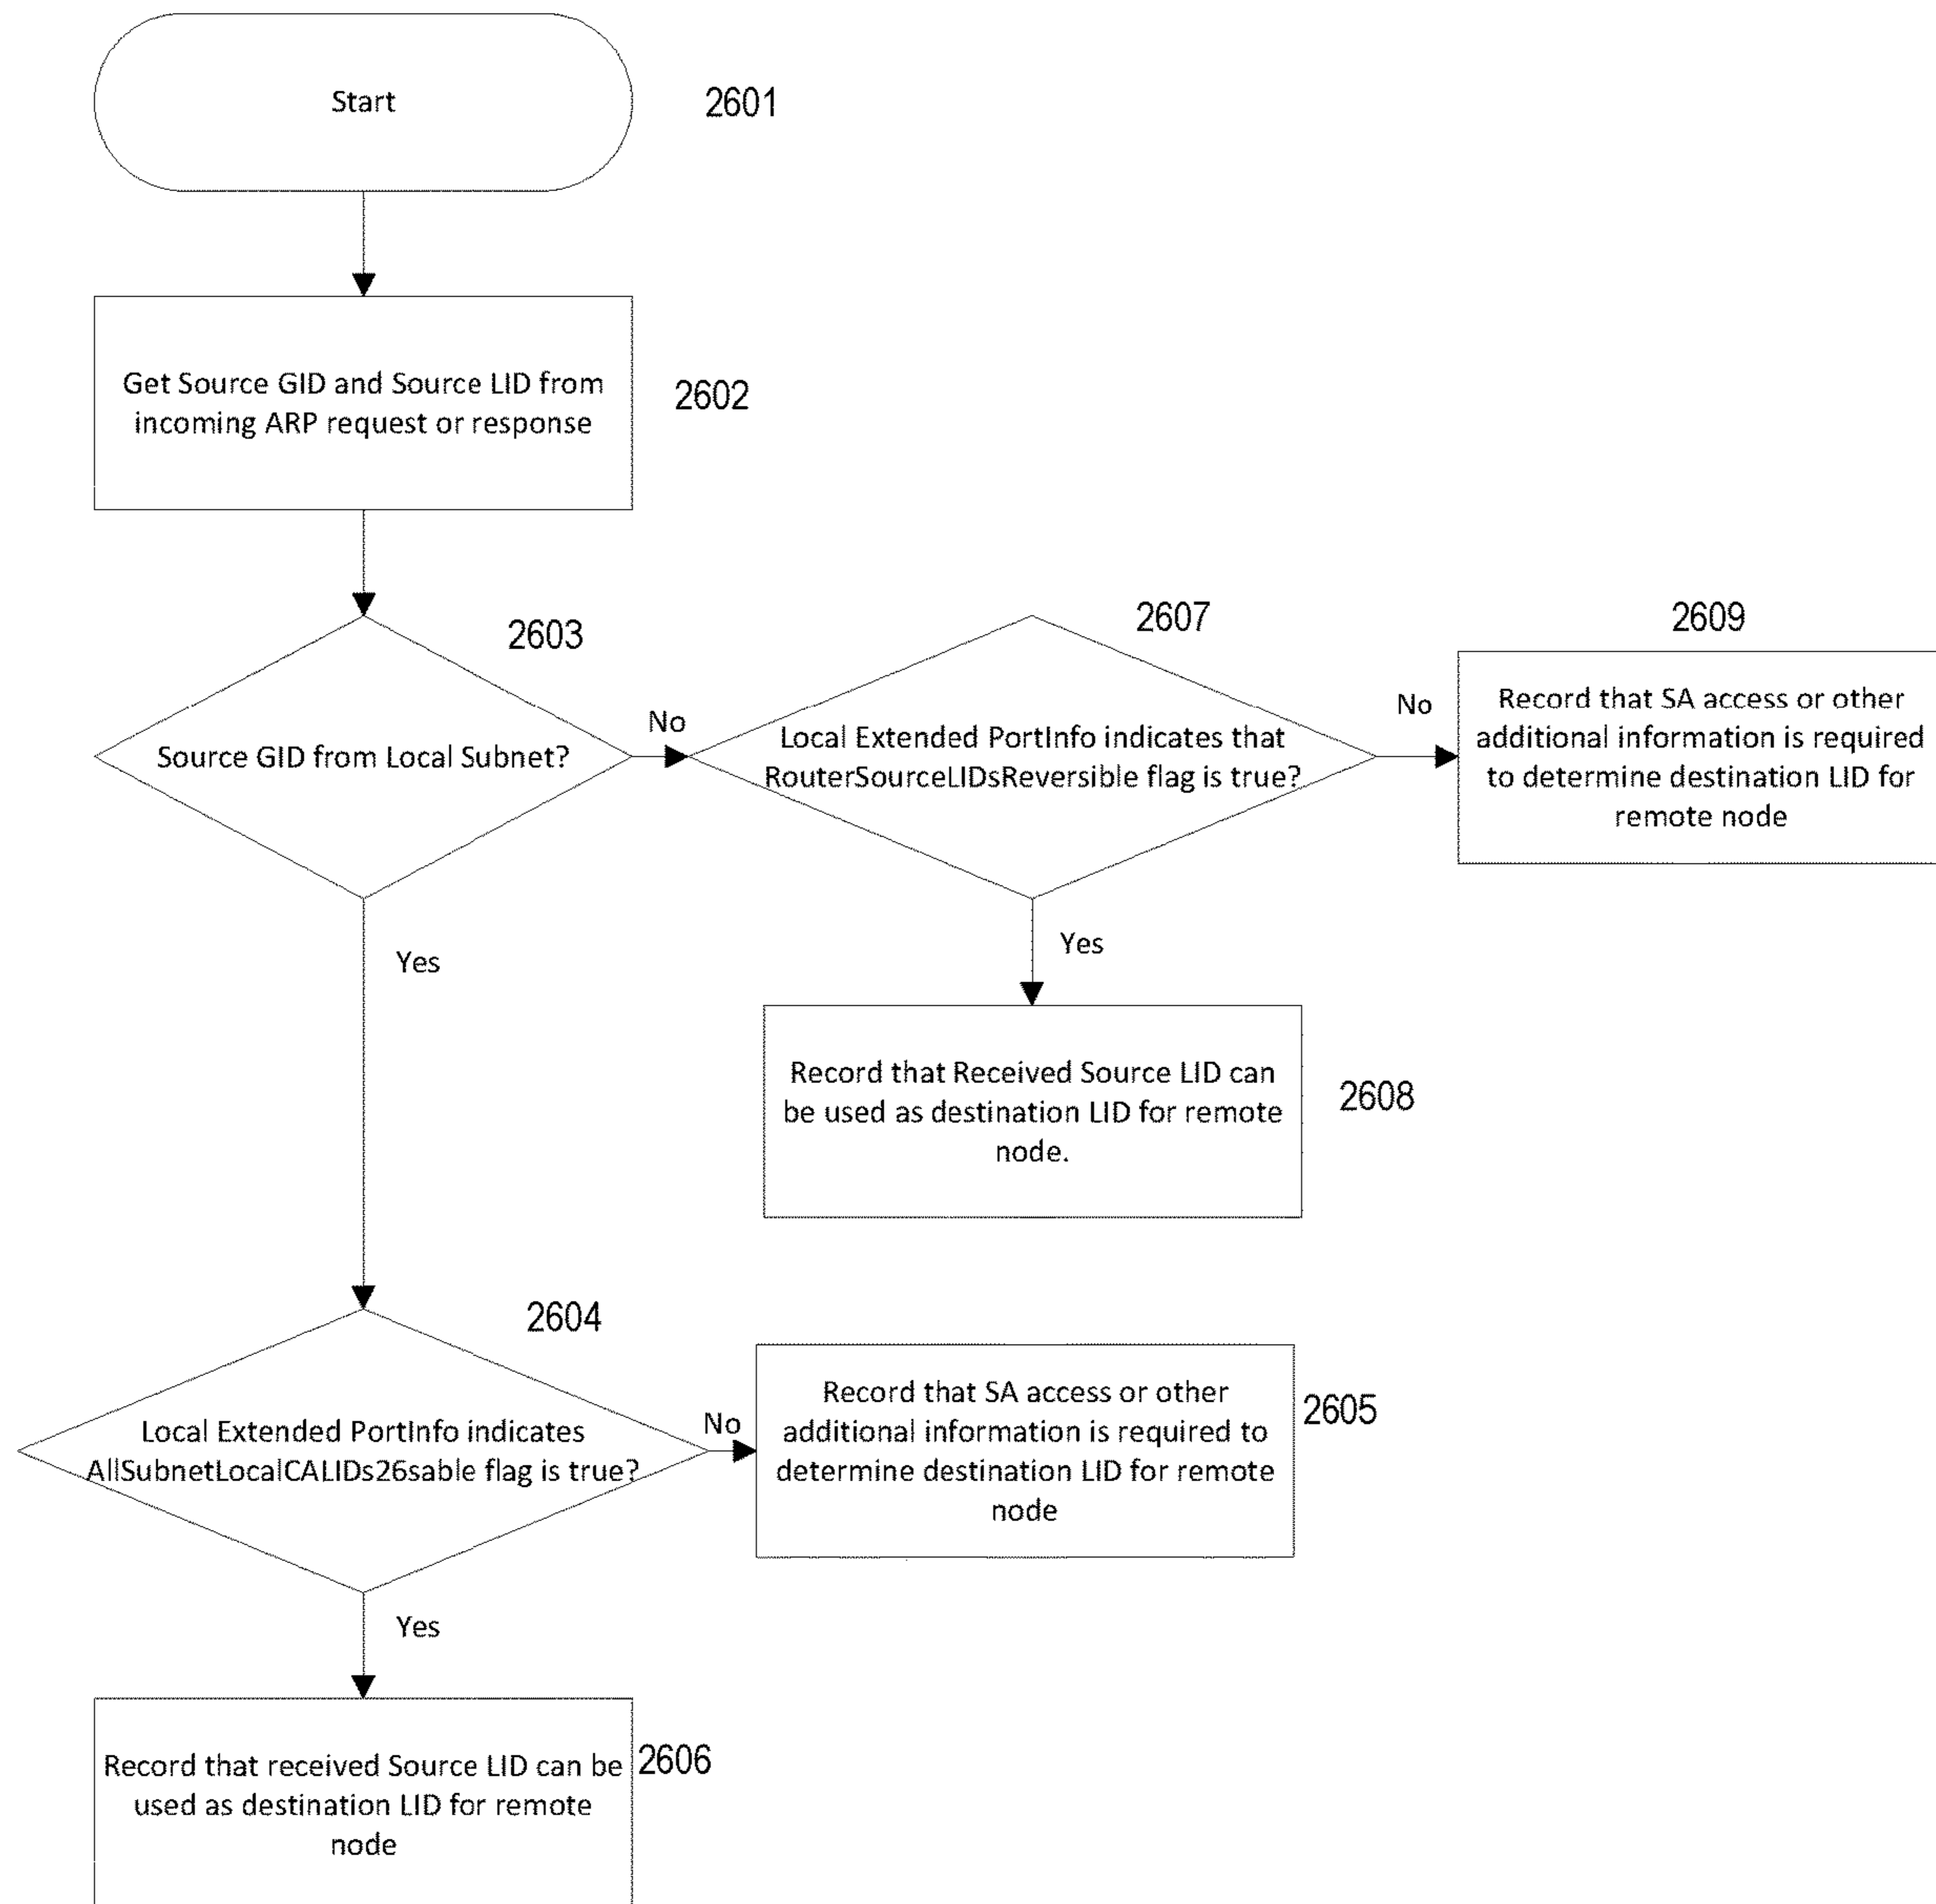 Start
2601
Get Source GID and Source LID from
incoming ARP request or response
2602
2603
Source GID from Local Subnet?
No
2607
Local Extended PortInfo indicates that
RouterSourceLIDsReversible flag is true?
No
2609
Record that SA access or other
additional information is required
to determine destination LID for
remote node
Yes
Yes
Record that Received Source LID can
be used as destination LID for remote
node.
2608
2604
Local Extended PortInfo indicates
AllSubnetLocalCALIDs26sable flag is true?
No
Record that SA access or other
additional information is required to
determine destination LID for remote
node
2605
Yes
Record that received Source LID can be
used as destination LID for remote
node
2606